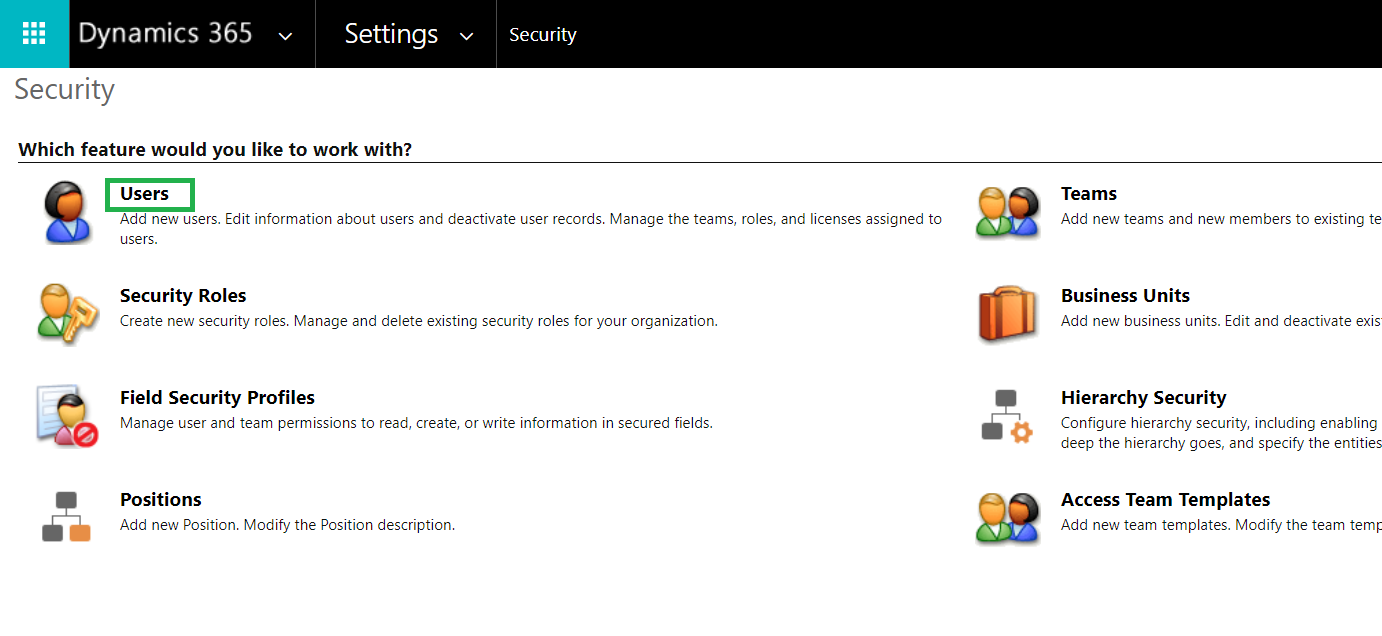 Dynamics 365 Settings Security
Security
Which feature would you like to work with?
Users
Add new users. Edit information about users and deactivate user records. Manage the teams, roles, and licenses assigned to
users.
Teams
Add new teams and new members to existing te
Security Roles
Create new security roles. Manage and delete existing security roles for your organization.
Business Units
Add new business units. Edit and deactivate exis
Field Security Profiles
Manage user and team permissions to read, create, or write information in secured fields.
Hierarchy Security
Configure hierarchy security, including enabling
deep the hierarchy goes, and specify the entities
Positions
Add new Position. Modify the Position description.
Access Team Templates
Add new team templates. Modify the team temp